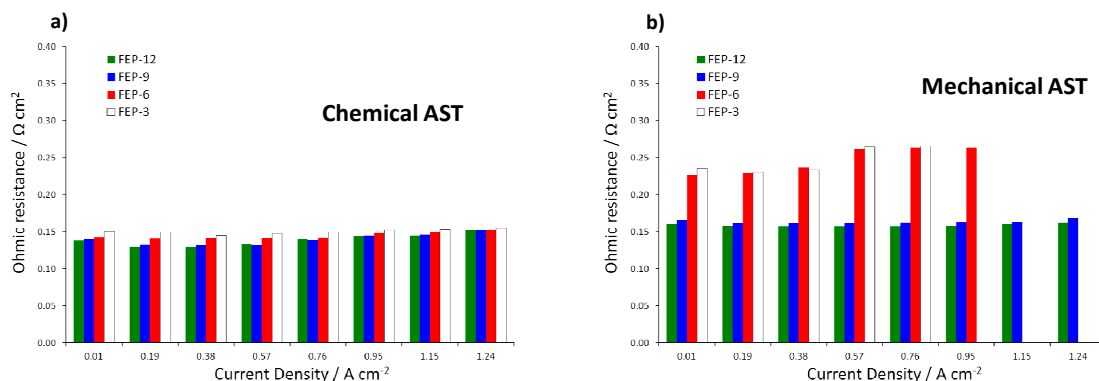 a)
0.40
0.35
0.30
0.25
0.20
0.15
0.10
0.05
0.00
Ohmic resistance / Ω cm2
FEP-12
FEP-9
FEP-6
FEP-3
Chemical AST
0.01 0.19 0.38 0.57 0.76 0.95 1.15 1.24
Current Density / A cm-2
b)
0.40
0.35
0.30
0.25
0.20
0.15
0.10
0.05
0.00
Ohmic resistance / Ω cm2
FEP-12
FEP-9
FEP-6
FEP-3
Mechanical AST
0.01 0.19 0.38 0.57 0.76 0.95 1.15 1.24
Current Density / A cm-2